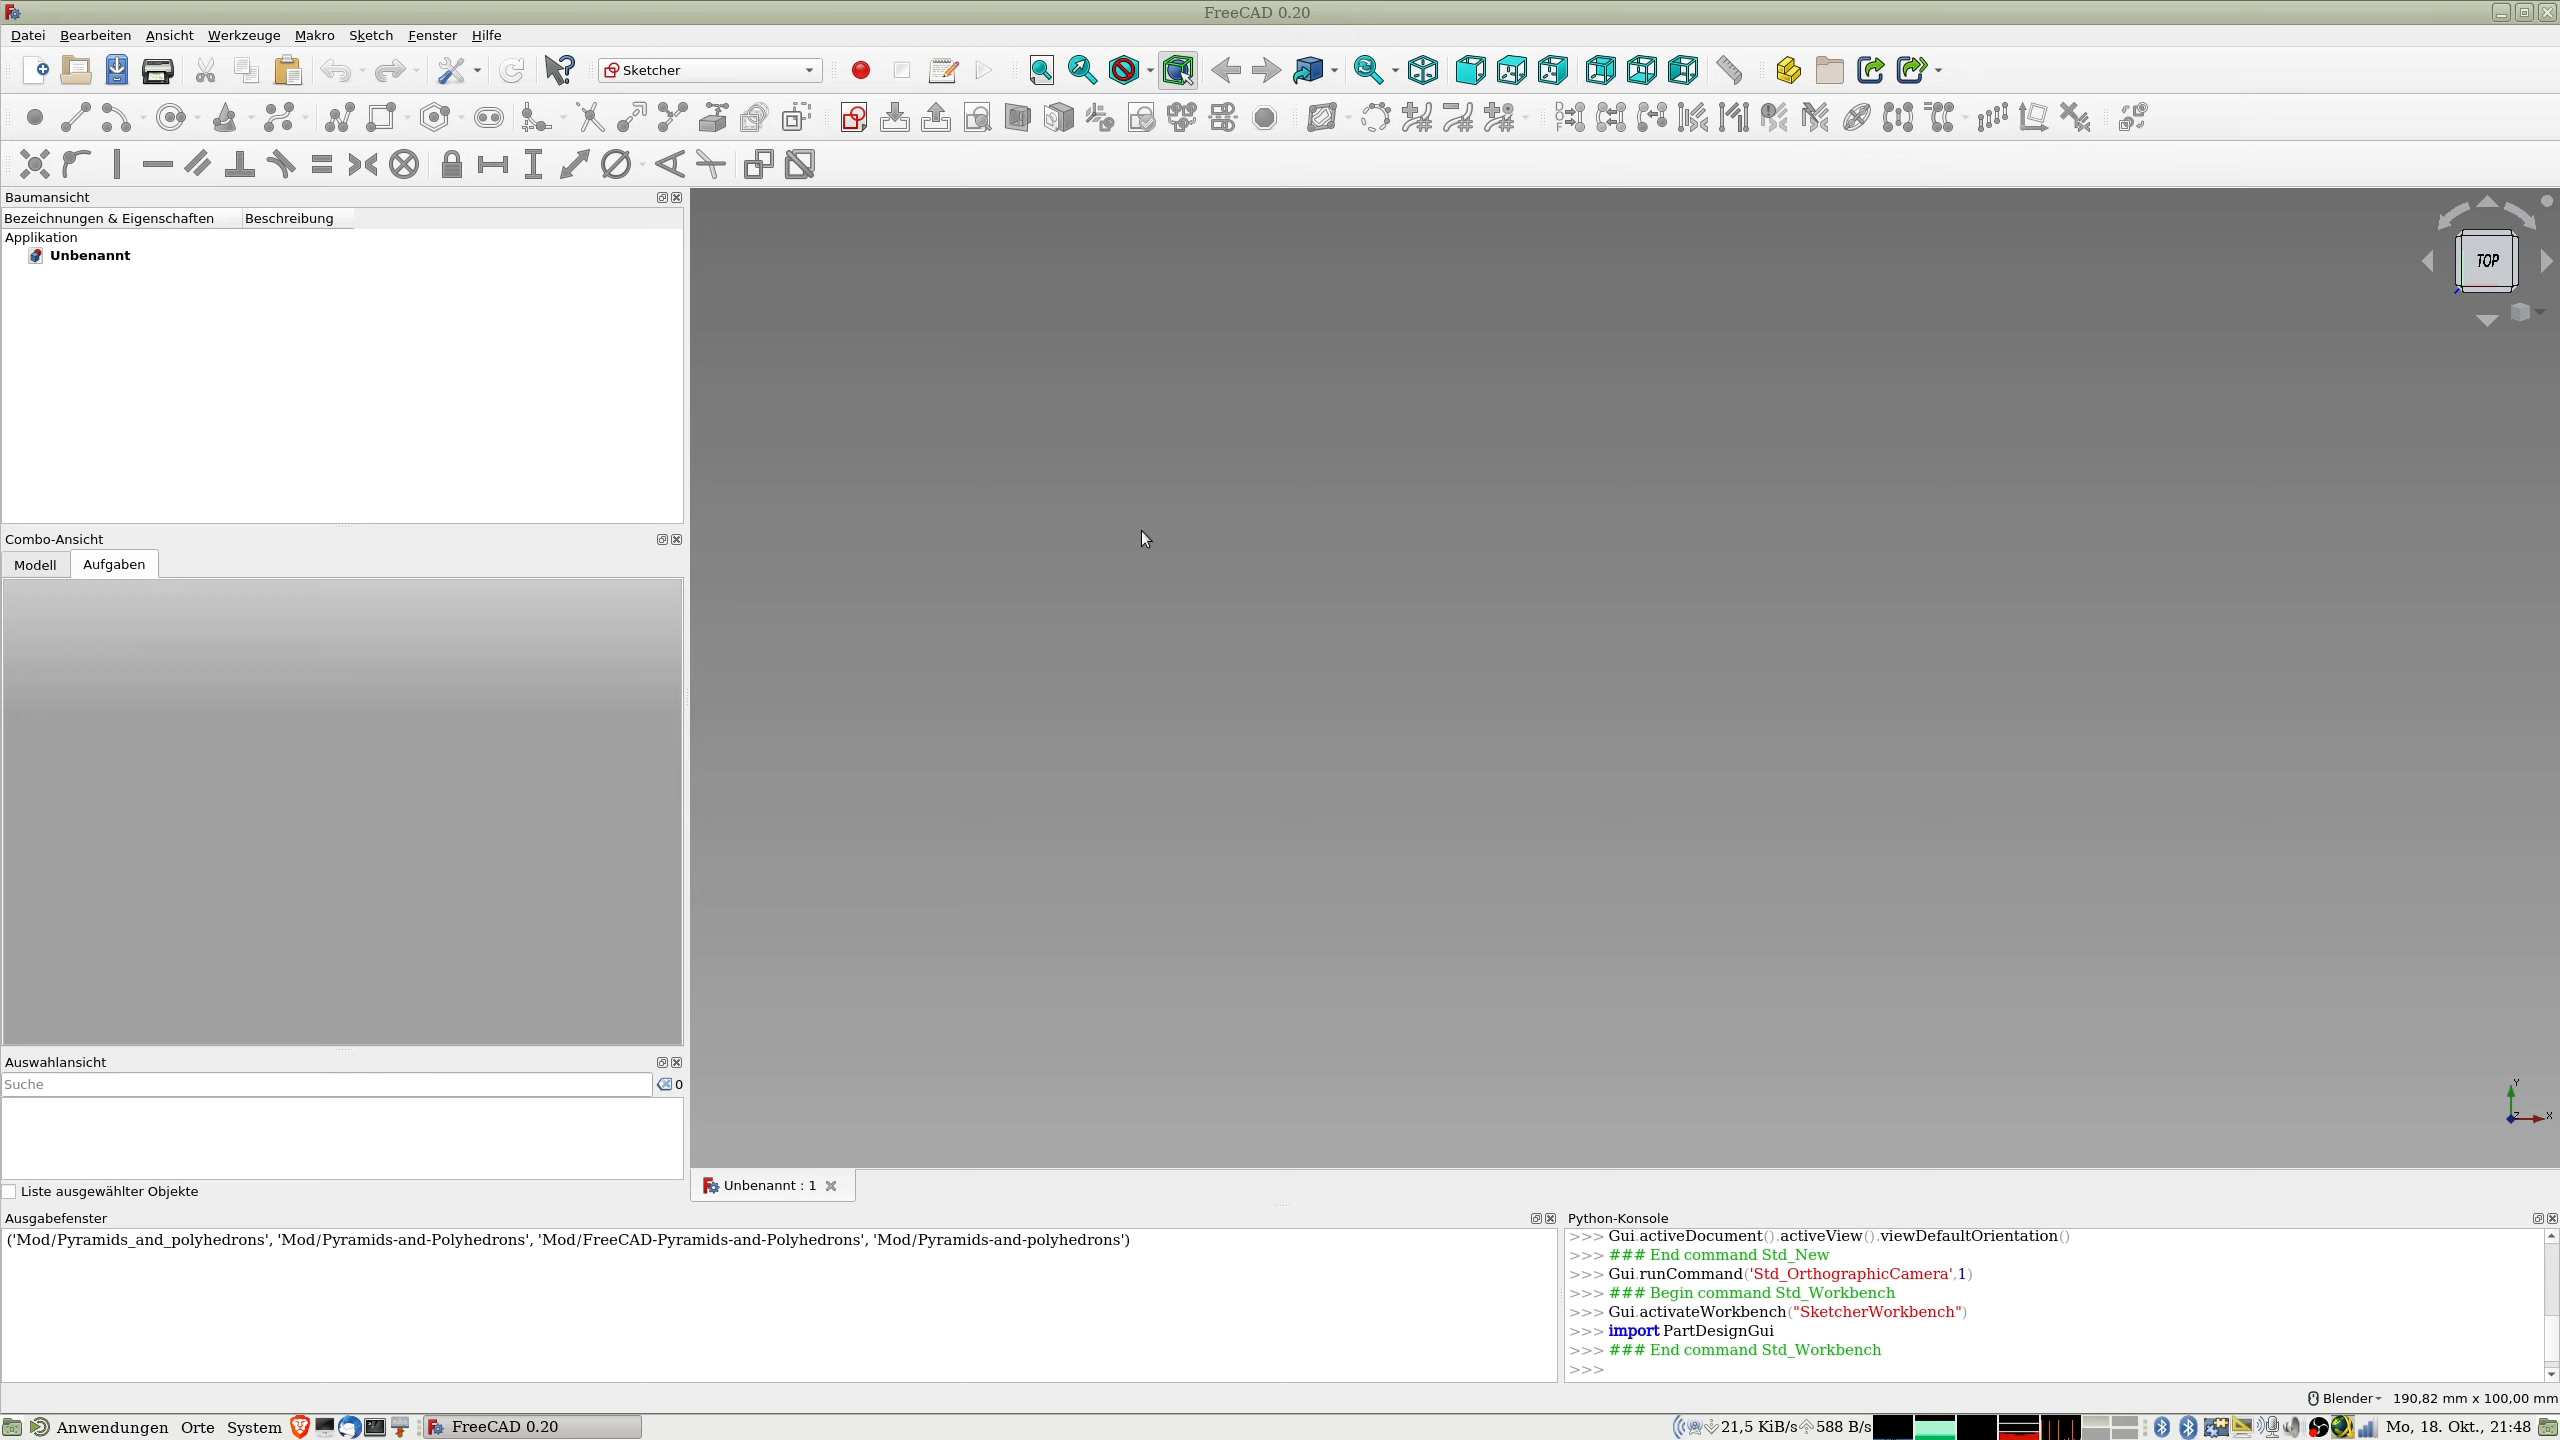 FreeCAD 0.20
Datei Bearbeiten Ansicht Werkzeuge Makro Sketch Fenster Hilfe
Sketcher
Baumansicht
Bezeichnungen & Eigenschaften Beschreibung
Applikation
Unbenannt
TOP
Combo-Ansicht
Modell Aufgaben
Auswahlansicht
Suche
0
Liste ausgewählter Objekte
Y
Z X
Unbenannt : 1
Ausgabefenster
('Mod/Pyramids_and_polyhedrons', 'Mod/Pyramids-and-Polyhedrons', 'Mod/FreeCAD-Pyramids-and-Polyhedrons', 'Mod/Pyramids-and-polyhedrons')
Python-Konsole
>>> Gui.activeDocument().activeView().viewDefaultOrientation()
>>> ### End command Std_New
>>> Gui.runCommand('Std_OrthographicCamera',1)
>>> ### Begin command Std_Workbench
>>> Gui.activateWorkbench("SketcherWorkbench")
>>> import PartDesignGui
>>> ### End command Std_Workbench
>>>
Blender 190,82 mm x 100,00 mm
Anwendungen Orte System FreeCAD 0.20 21,5 KiB/s 588 B/s Mo, 18. Okt., 21:48